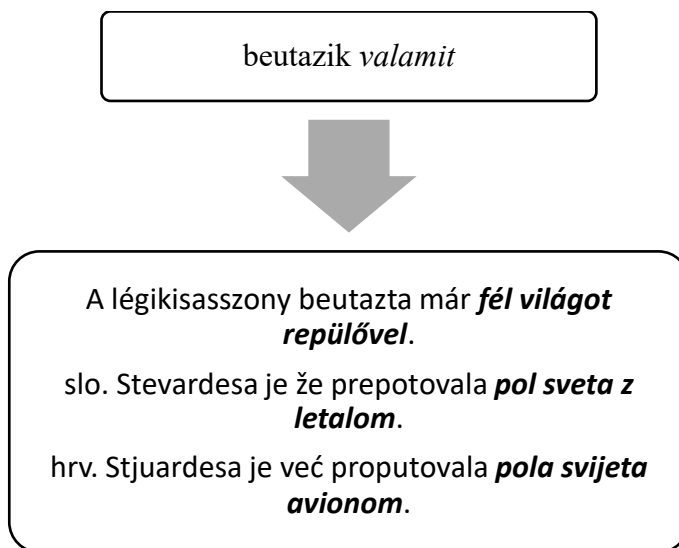 beutazik valamit
A légikisasszony beutazta már fél világot
repülővel.
slo. Stevardesa je že prepotovala pol sveta z
letalom.
hrv. Stjuardesa je već proputovala pola svijeta
avionom.